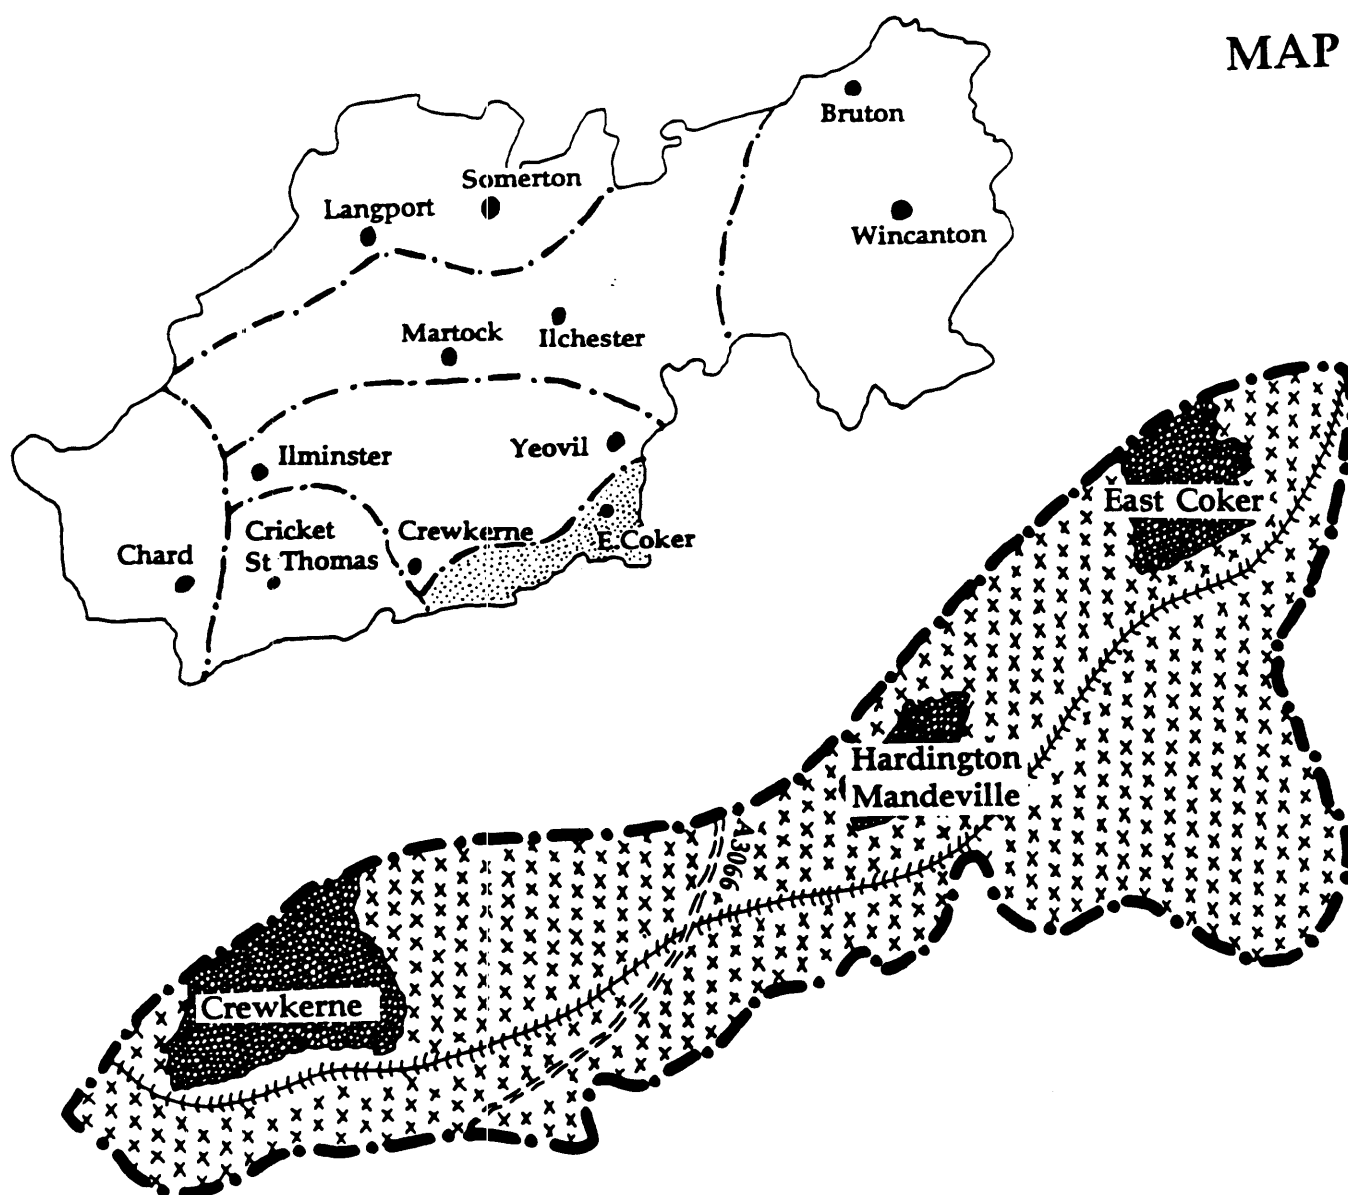 MAP
Bruton
Somerton
Langport
Wincanton
Martock
Ilchester
Yeovil
Ilminster
East Coker
Cricket
St Thomas
Crewkerne
E.Coker
Chard
Hardington
Mandeville
A3066
Crewkerne